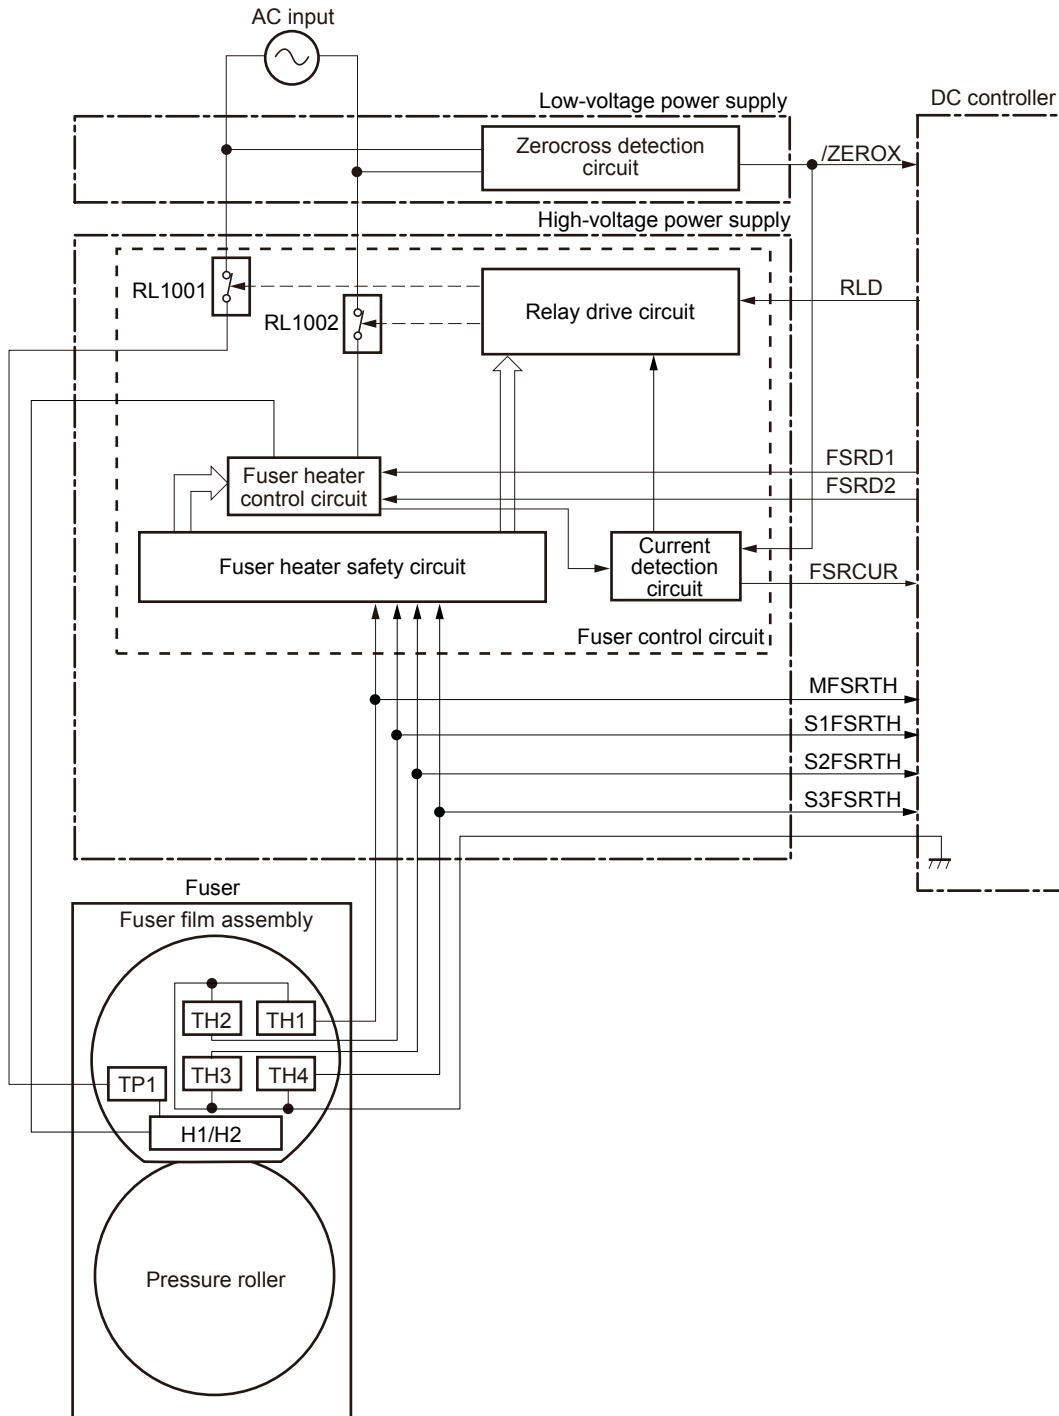 AC input
Low-voltage power supply
DC controller
Zerocross detection
circuit
/ZEROX
High-voltage power supply
RL1001
RL1002
Relay drive circuit
RLD
Fuser heater
control circuit
FSRD1
FSRD2
Fuser heater safety circuit
Current
detection
circuit
FSRCUR
Fuser control circuit
MFSRTH
S1FSRTH
S2FSRTH
S3FSRTH
Fuser
Fuser film assembly
TH2
TH1
TP1
TH3
TH4
H1/H2
Pressure roller